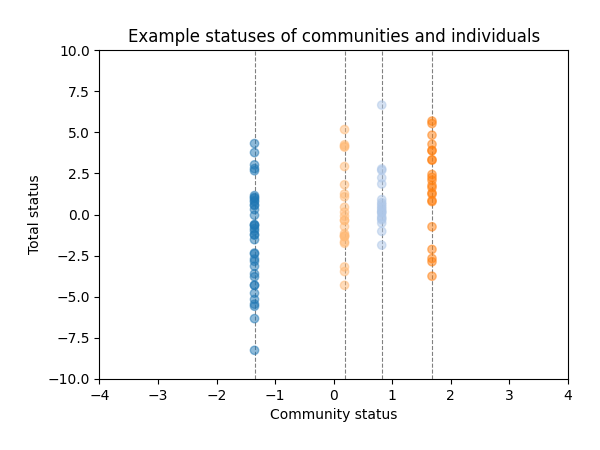 Example statuses of communities and individuals
10.0
7.5
5.0
2.5
0.0
−2.5
−5.0
−7.5
−10.0
Total status
−4 −3 −2 −1 0 1 2 3 4
Community status